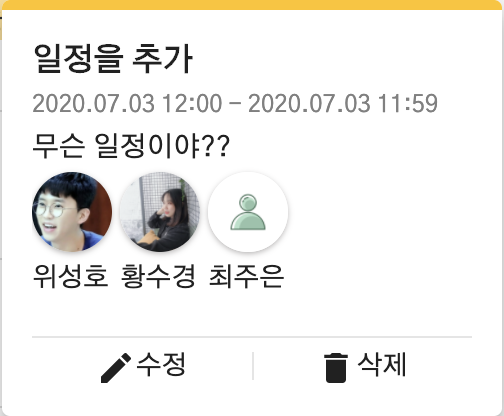 일정을 추가
2020.07.03 12:00 – 2020.07.03 11:59
무슨 일정이야??
위성호 황수경 최주은
수정 삭제